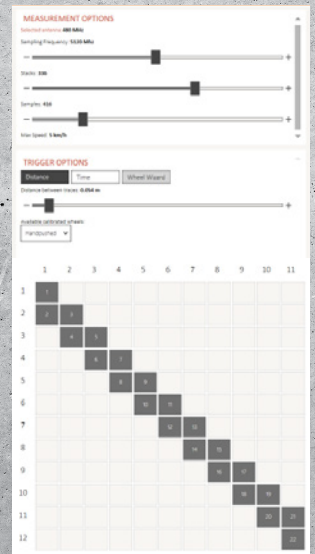 MEASUREMENT OPTIONS
Selected antenna: 480 MHz
Sampling Frequency: 5120 Mhz
Stacks: 336
Samples: 416
Max Speed: 5 km/h
TRIGGER OPTIONS
Distance Time Wheel Wizard
Distance between traces: 0.054 m
Available calibrated wheels:
Handpushed
1 2 3 4 5 6 7 8 9 10 11
1 1
2 2 3
3 4 5
4 6 7
5 8 9
6 10 11
7 12 13
8 14 15
9 16 17
10 18 19
11 20 21
12 22